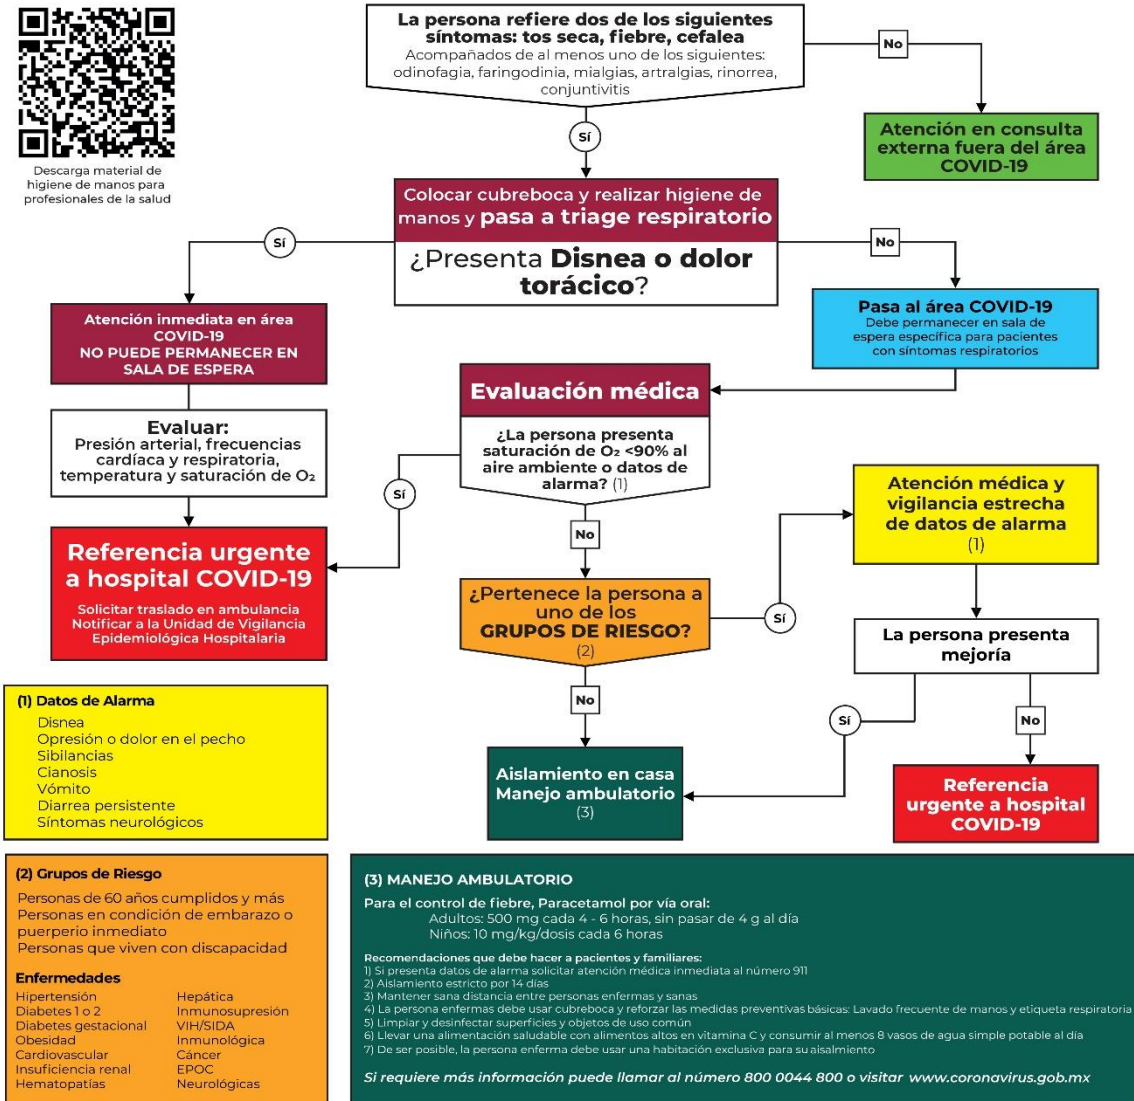 La persona refiere dos de los siguientes
síntomas: tos seca, fiebre, cefalea
Acompañados de al menos uno de los siguientes:
odinofagia, faringodinia, mialgias, artralgias, rinorrea,
conjuntivitis
No
Sí
Atención en consulta
externa fuera del área
COVID-19
Descarga material de
higiene de manos para
profesionales de la salud
Colocar cubreboca y realizar higiene de
manos y pasa a triage respiratorio
¿Presenta Disnea o dolor
torácico?
Sí
No
Atención inmediata en área
COVID-19
NO PUEDE PERMANECER EN
SALA DE ESPERA
Pasa al área COVID-19
Debe permanecer en sala de
espera específica para pacientes
con síntomas respiratorios
Evaluar:
Presión arterial, frecuencias
cardíaca y respiratoria,
temperatura y saturación de O₂
Evaluación médica
¿La persona presenta
saturación de O₂ <90% al
aire ambiente o datos de
alarma? (1)
Sí
No
Referencia urgente
a hospital COVID-19
Solicitar traslado en ambulancia
Notificar a la Unidad de Vigilancia
Epidemiológica Hospitalaria
¿Pertenece la persona a
uno de los
GRUPOS DE RIESGO?
(2)
Sí
No
Atención médica y
vigilancia estrecha
de datos de alarma
(1)
La persona presenta
mejoría
Sí
No
Aislamiento en casa
Manejo ambulatorio
(3)
Referencia
urgente a hospital
COVID-19
(1) Datos de Alarma
Disnea
Opresión o dolor en el pecho
Sibilancias
Cianosis
Vómito
Diarrea persistente
Síntomas neurológicos
(2) Grupos de Riesgo
Personas de 60 años cumplidos y más
Personas en condición de embarazo o
puerperio inmediato
Personas que viven con discapacidad
Enfermedades
Hipertensión
Diabetes 1 o 2
Diabetes gestacional
Obesidad
Cardiovascular
Insuficiencia renal
Hematopatías
Hepática
Inmunosupresión
VIH/SIDA
Inmunológica
Cáncer
EPOC
Neurológicas
(3) MANEJO AMBULATORIO
Para el control de fiebre, Paracetamol por vía oral:
Adultos: 500 mg cada 4 - 6 horas, sin pasar de 4 g al día
Niños: 10 mg/kg/dosis cada 6 horas
Recomendaciones que debe hacer a pacientes y familiares:
1) Si presenta datos de alarma solicitar atención médica inmediata al número 911
2) Aislamiento estricto por 14 días
3) Mantener sana distancia entre personas enfermas y sanas
4) La persona enfermas debe usar cubreboca y reforzar las medidas preventivas básicas: Lavado frecuente de manos y etiqueta respiratoria
5) Limpiar y desinfectar superficies y objetos de uso común
6) Llevar una alimentación saludable con alimentos altos en vitamina C y consumir al menos 8 vasos de agua simple potable al día
7) De ser posible, la persona enferma debe usar una habitación exclusiva para su aisalmiento
Si requiere más información puede llamar al número 800 0044 800 o visitar www.coronavirus.gob.mx